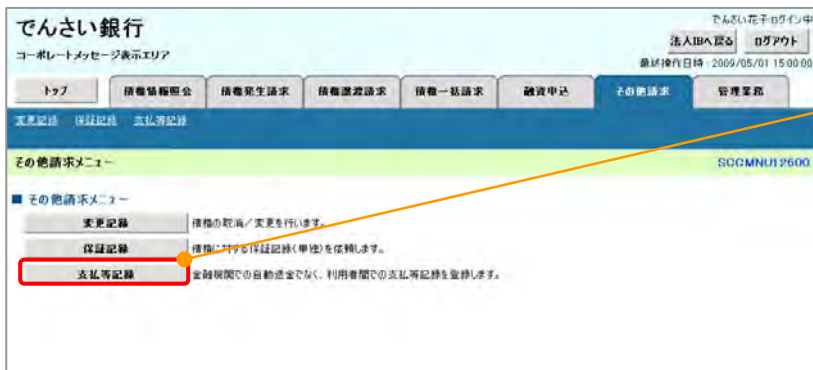 でんさい銀行
コーポレートメッセージ表示エリア
でんさい花子:ログイン中
法人IBへ戻る ログアウト
最終操作日時:2009/05/01 15:00:00
トップ 債権情報照会 債権発生請求 債権譲渡請求 債権一括請求 融資申込 その他請求 管理業務
変更記録 保証記録 支払等記録
その他請求メニュー SCCMNU12600
■ その他請求メニュー
変更記録 債権の取消/変更を行います。
保証記録 債権に対する保証記録(単独)を依頼します。
支払等記録 金融機関での自動送金でなく、利用者間での支払等記録を登録します。